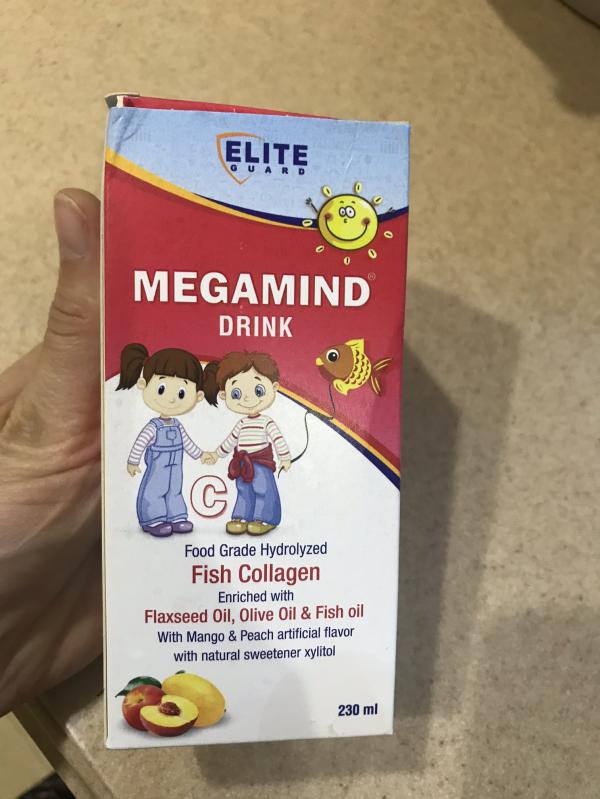 ELITE
GUARD
MEGAMIND®
DRINK
C
Food Grade Hydrolyzed
Fish Collagen
Enriched with
Flaxseed Oil, Olive Oil & Fish oil
With Mango & Peach artificial flavor
with natural sweetener xylitol
230 ml